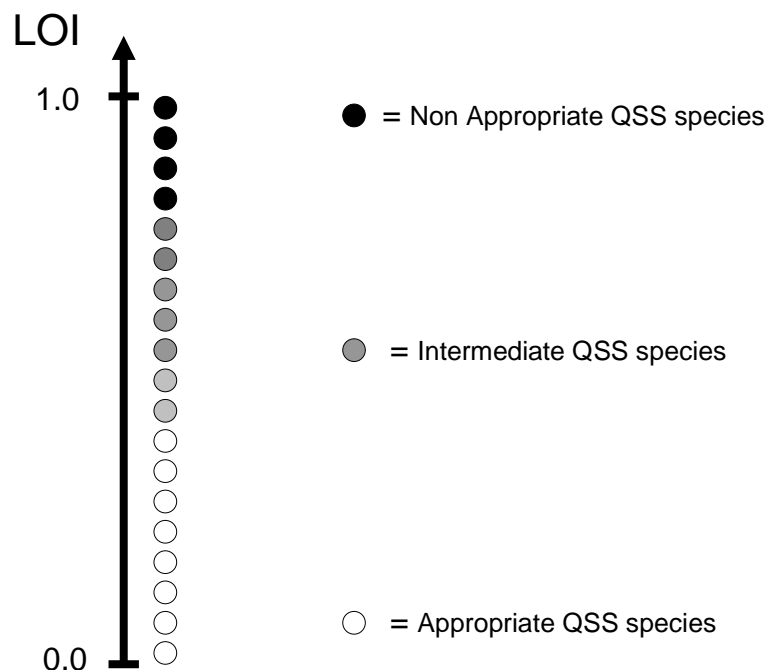 LOI
1.0
= Non Appropriate QSS species
= Intermediate QSS species
= Appropriate QSS species
0.0